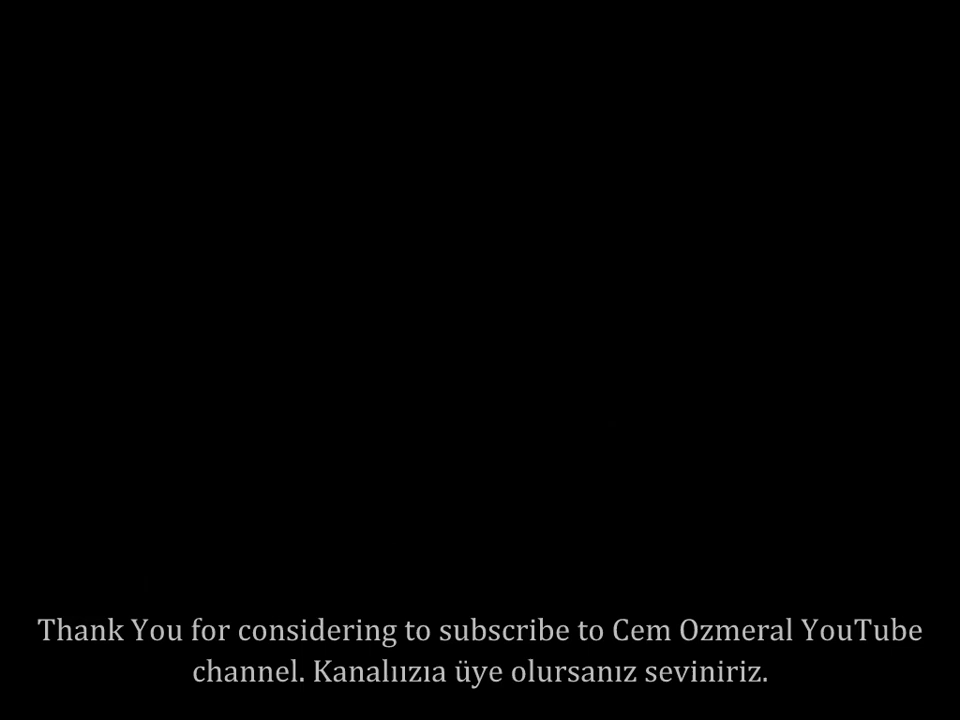 Thank You for considering to subscribe to Cem Ozmeral YouTube
channel. Kanalıızıa üye olursanız seviniriz.